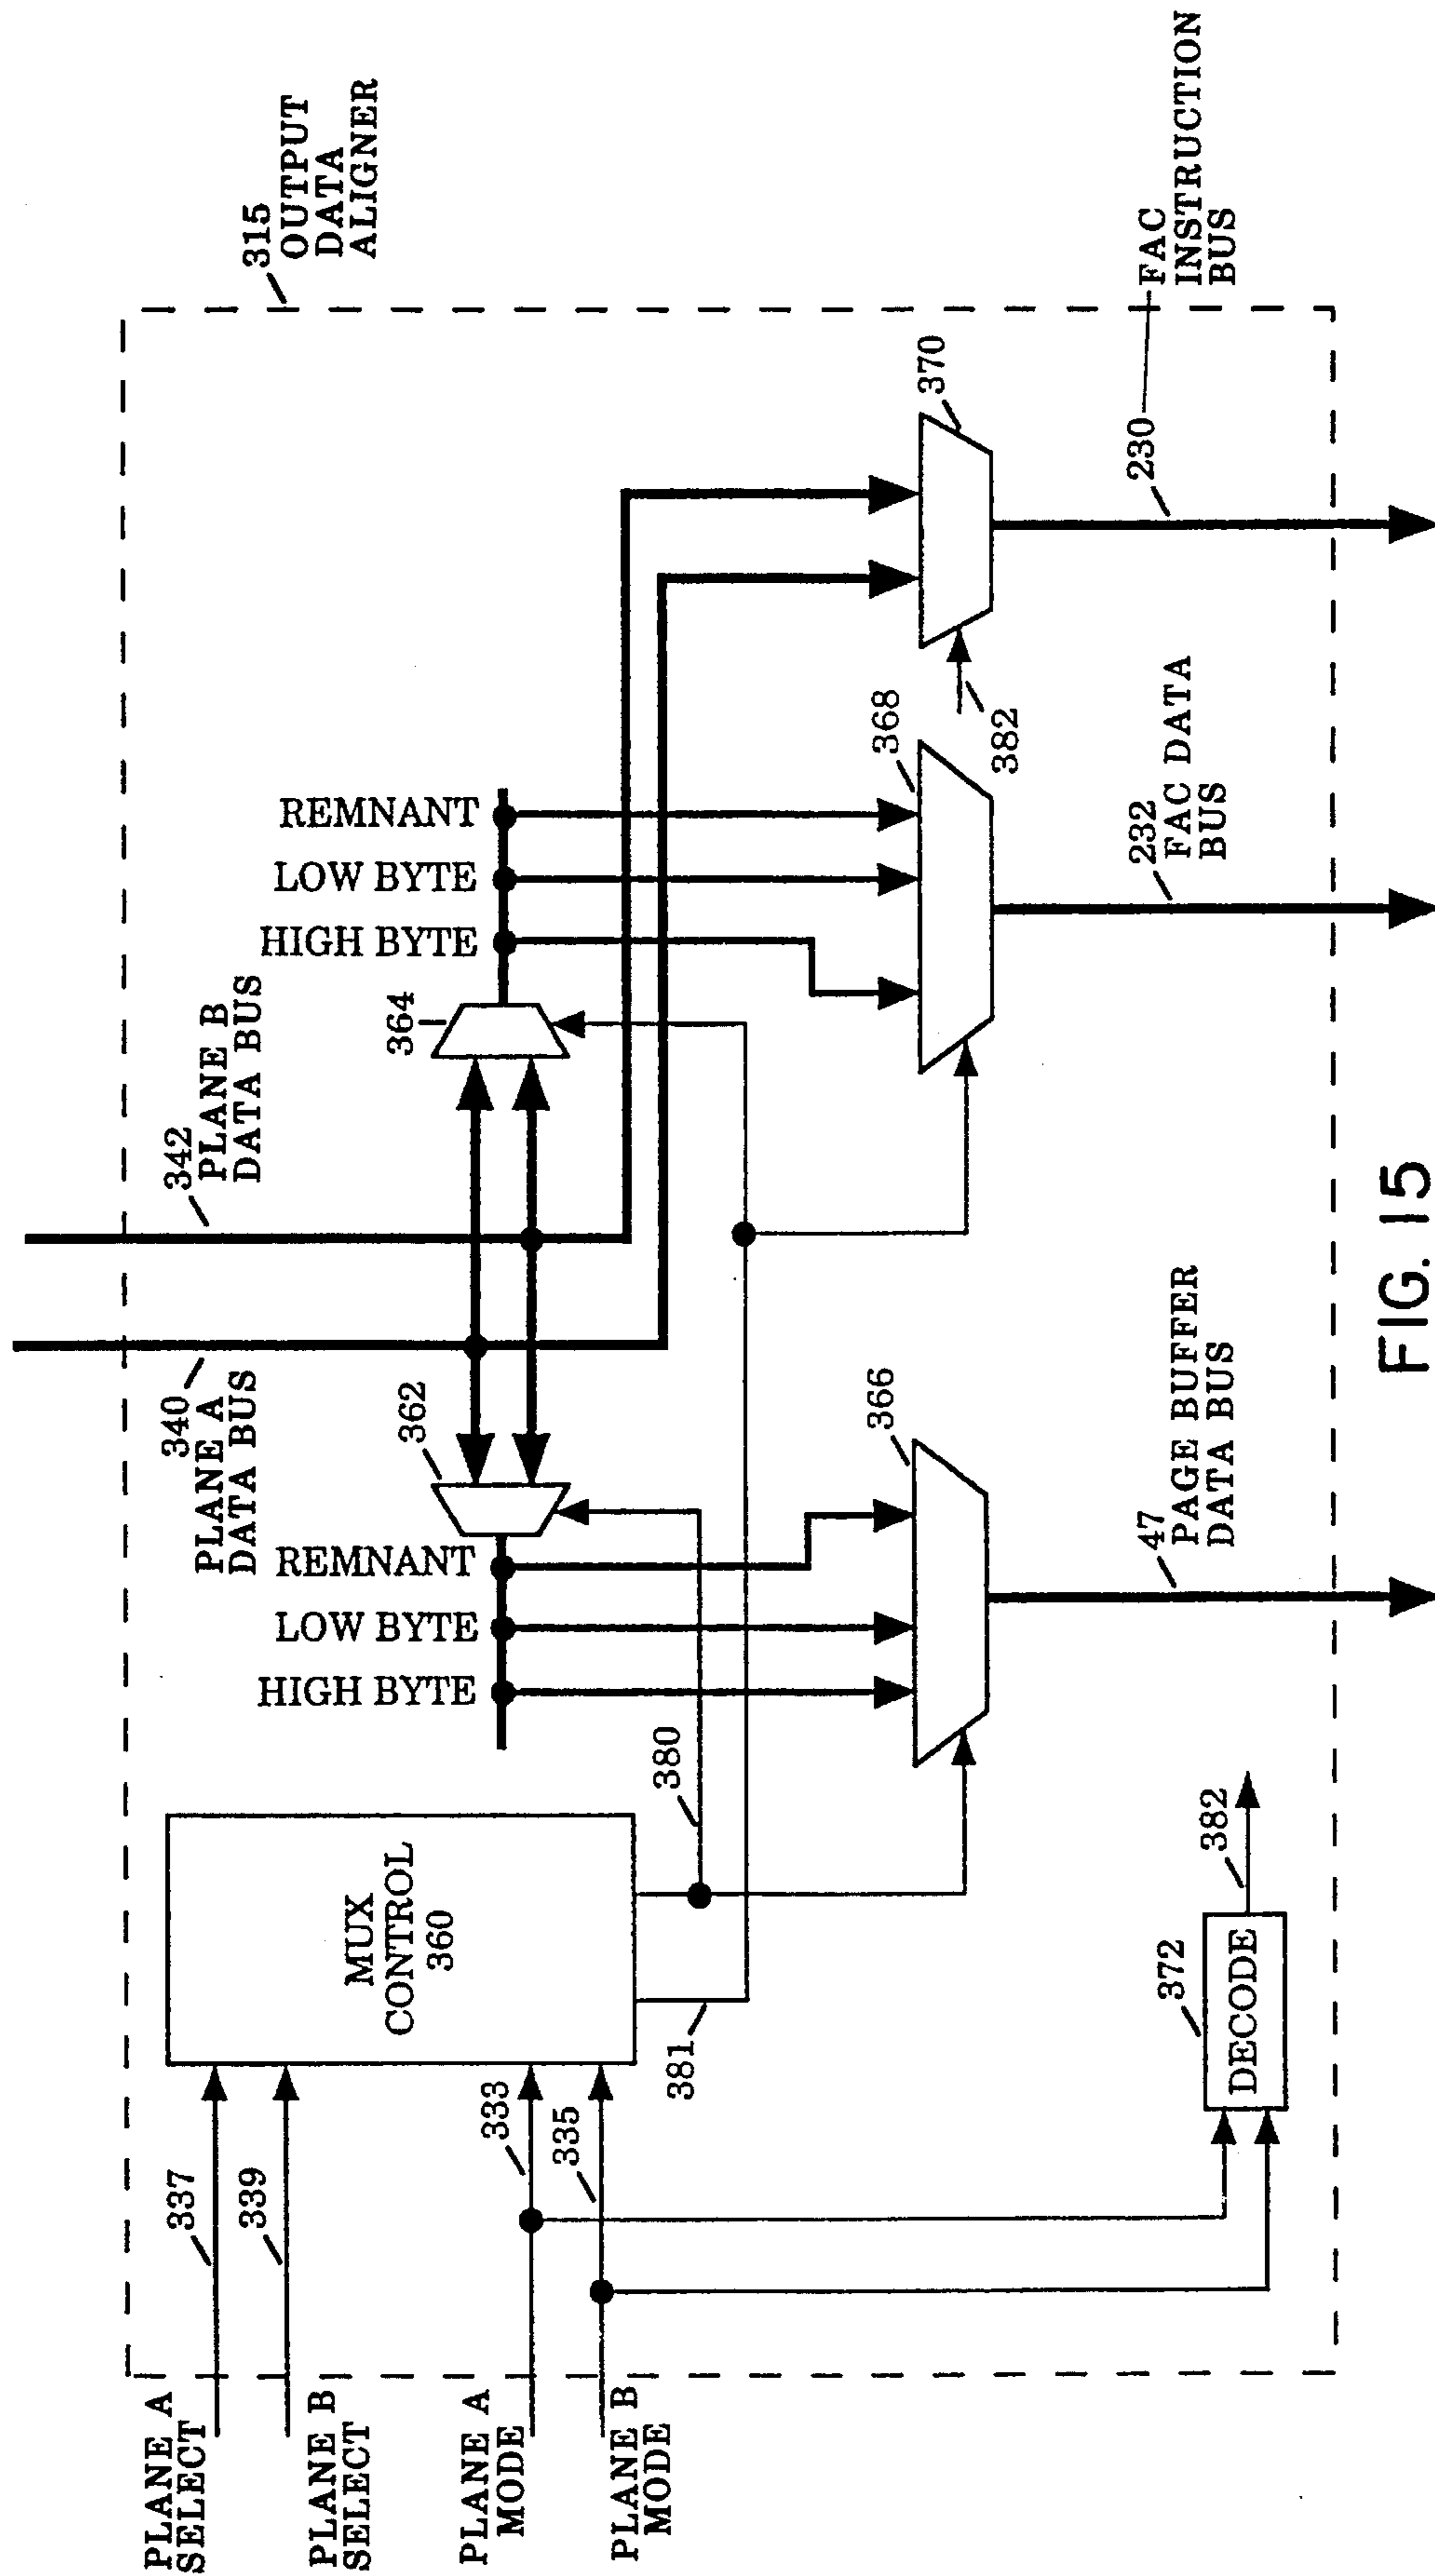 315
OUTPUT
DATA
ALIGNER
342
PLANE B
DATA BUS
340
PLANE A
DATA BUS
PLANE A
SELECT
337
PLANE B
SELECT
339
PLANE A
MODE
333
PLANE B
MODE
335
MUX
CONTROL
360
381
380
362
REMNANT
LOW BYTE
HIGH BYTE
364
REMNANT
LOW BYTE
HIGH BYTE
366
368
370
382
372
DECODE
382
47
PAGE BUFFER
DATA BUS
232
FAC DATA
BUS
230
FAC
INSTRUCTION
BUS
FIG. 15